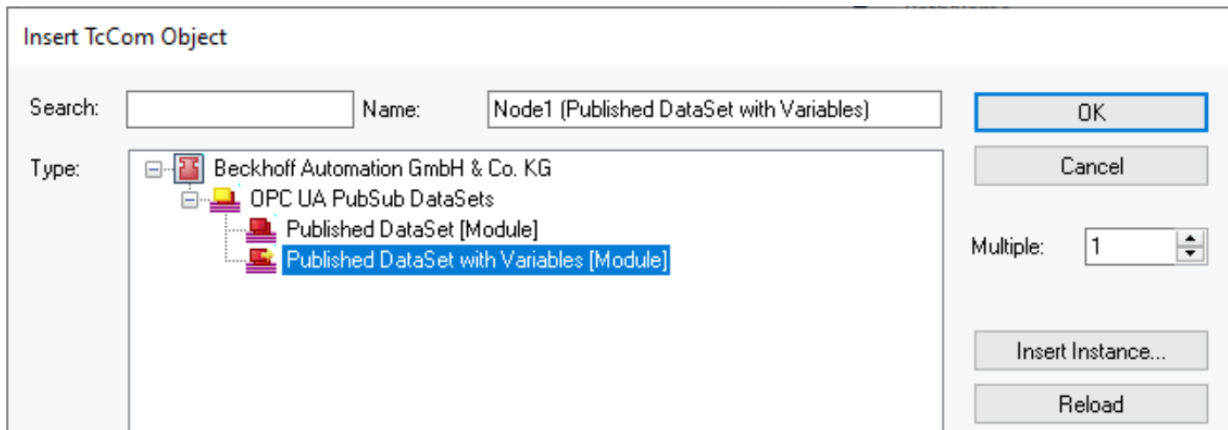 Insert TcCom Object
Search:
Name:
Node1 (Published DataSet with Variables)
OK
Type:
Beckhoff Automation GmbH & Co. KG
Cancel
OPC UA PubSub DataSets
Published DataSet [Module]
Published DataSet with Variables [Module]
Multiple:
1
Insert Instance...
Reload